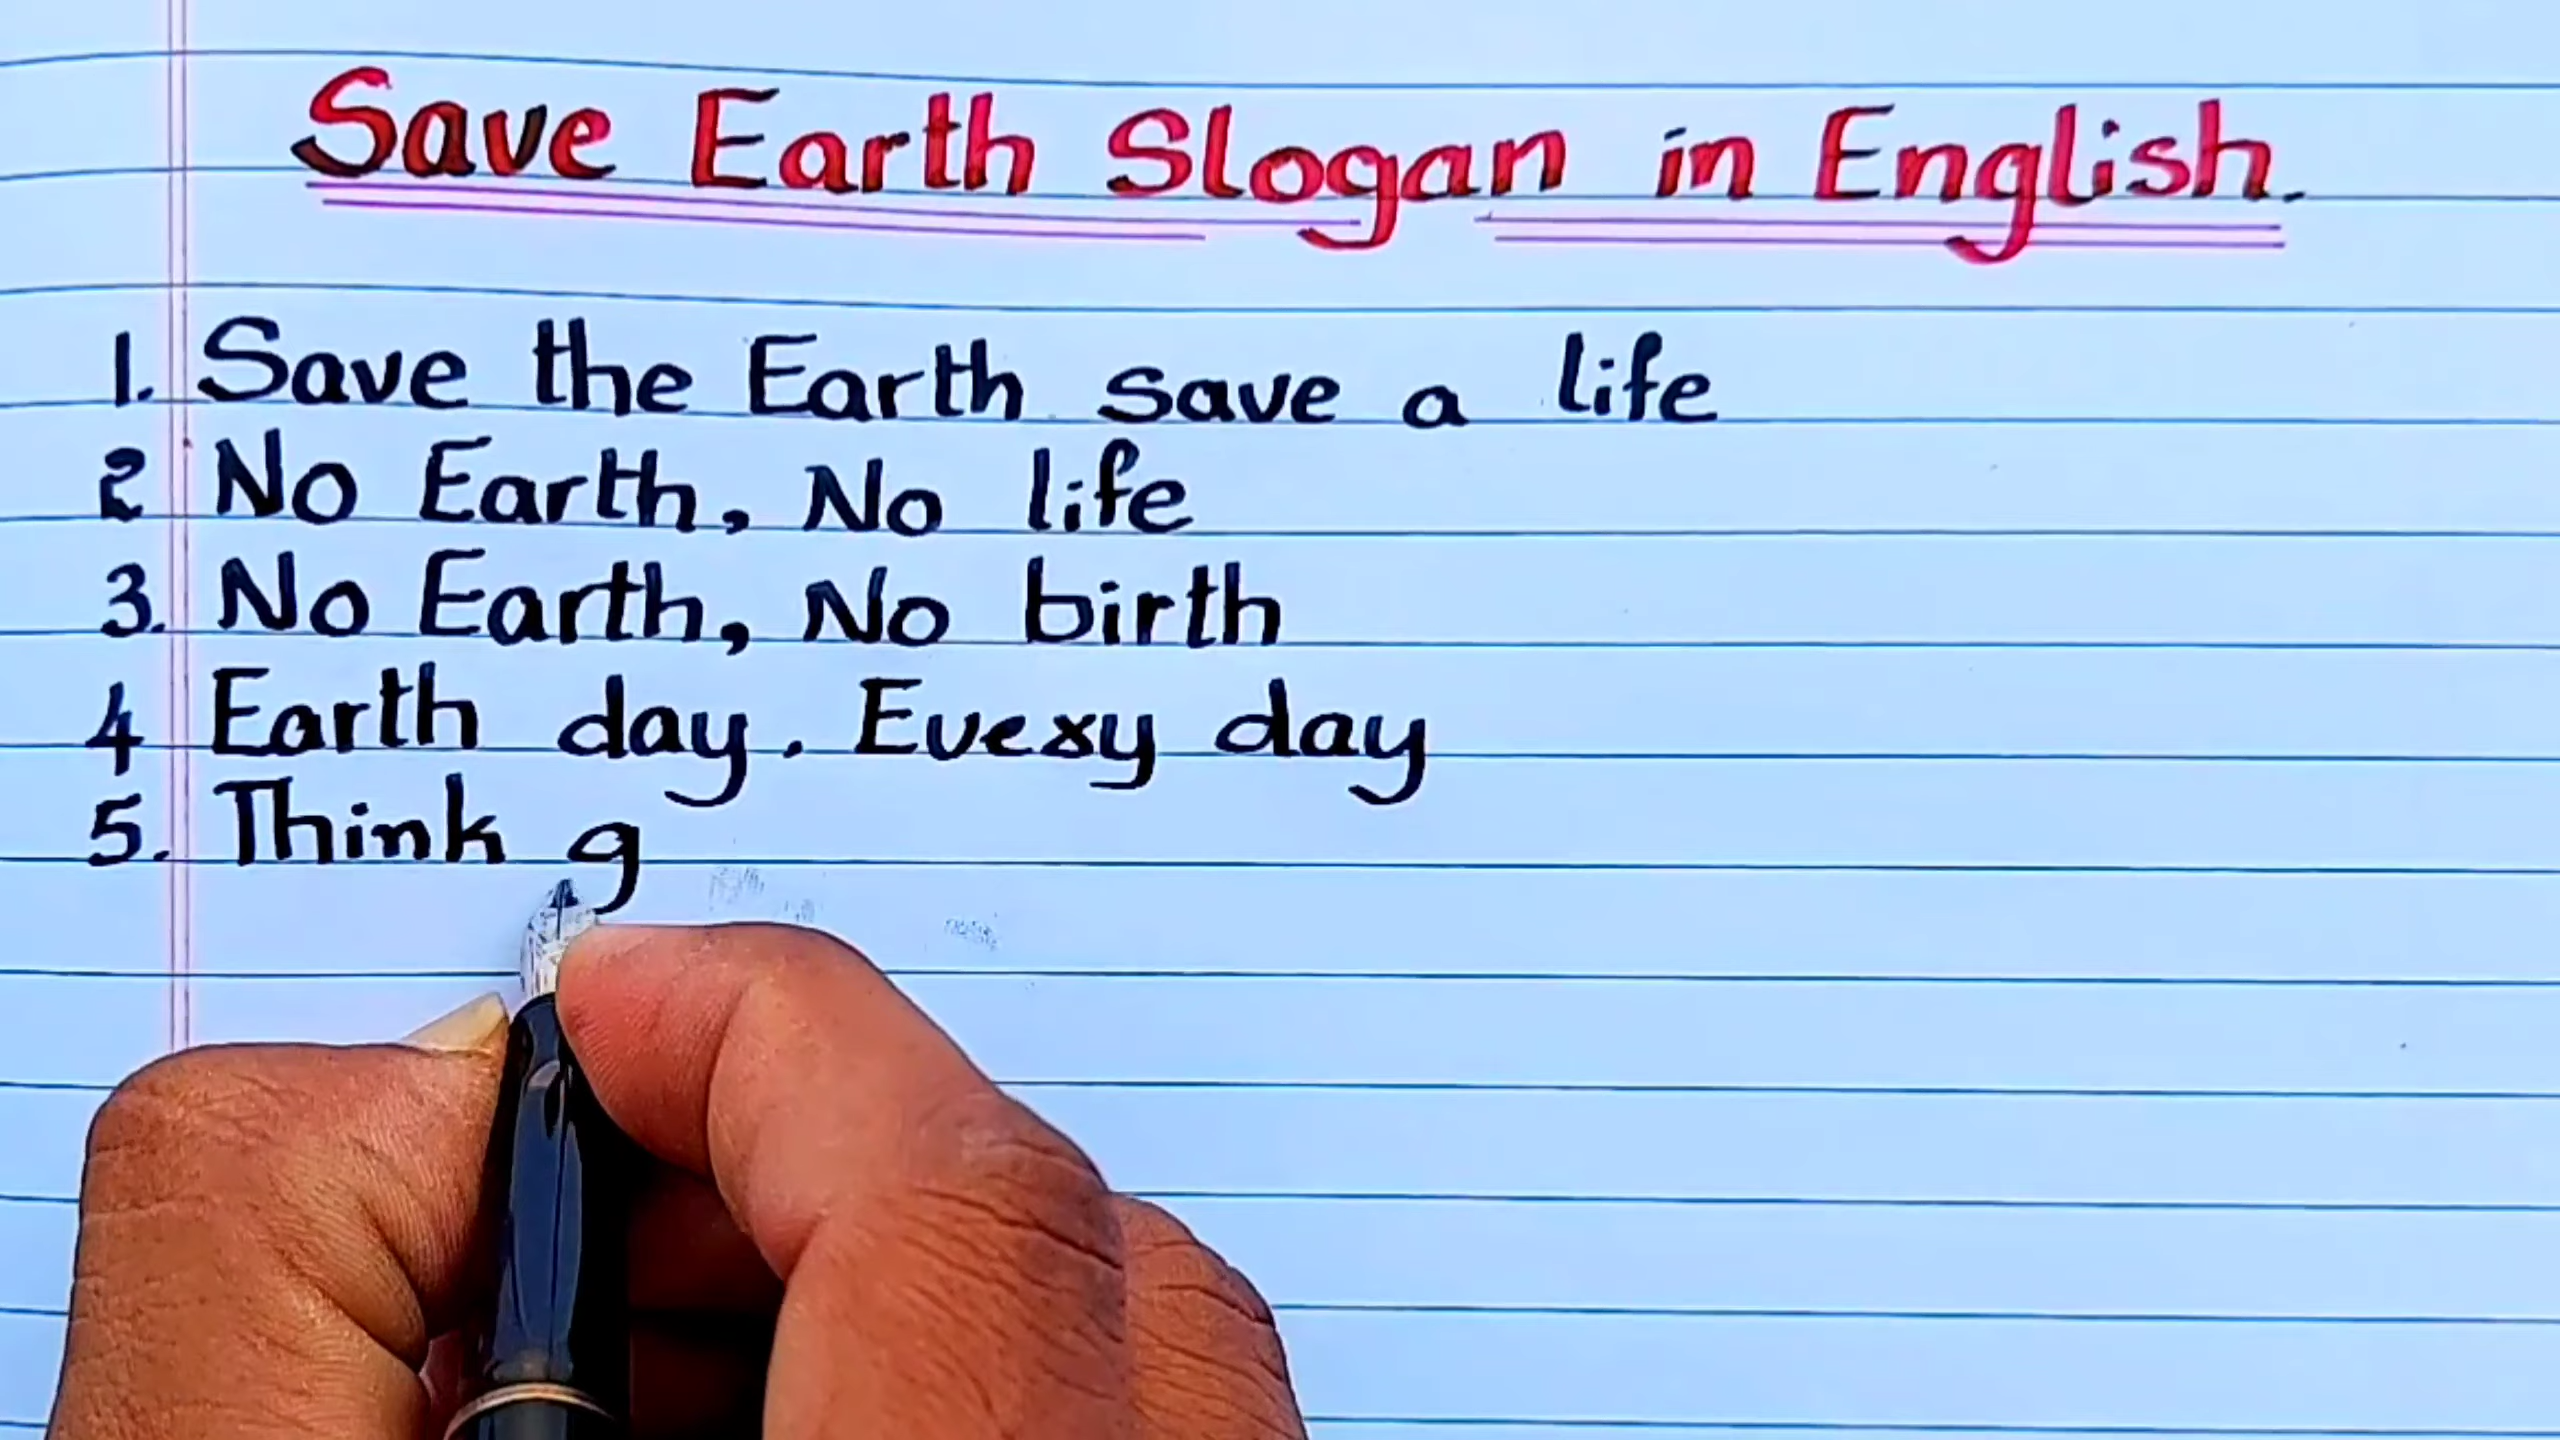 Save Earth Slogan in English.
1. Save the Earth save a life
2 No Earth, No life
3. No Earth, No birth
4 Earth day. Every day
5. Think g